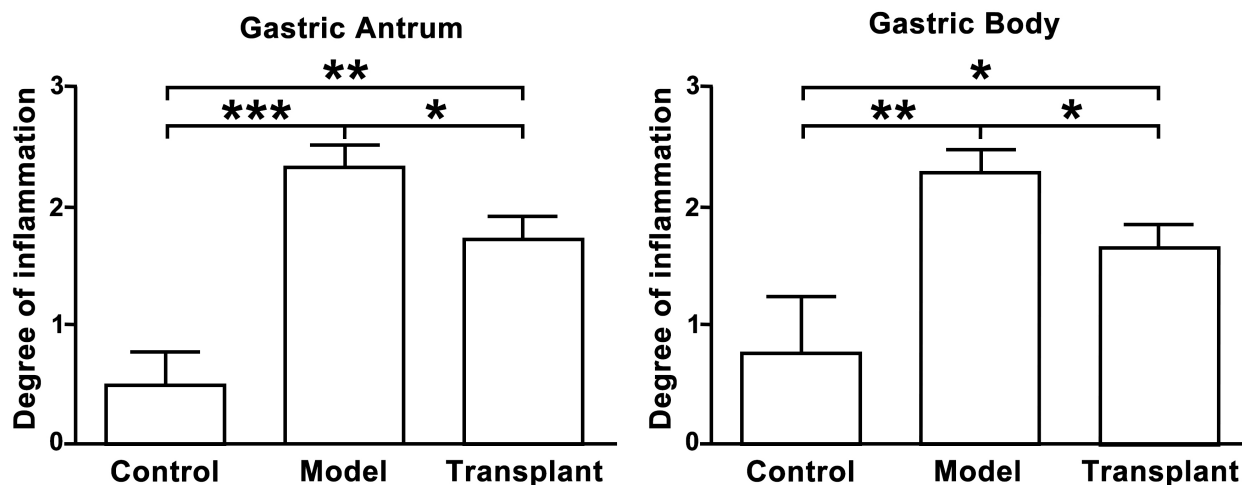 Gastric Antrum
Degree of inflammation
3
2
1
0
**
***
*
Control Model Transplant
Gastric Body
Degree of inflammation
3
2
1
0
*
**
*
Control Model Transplant